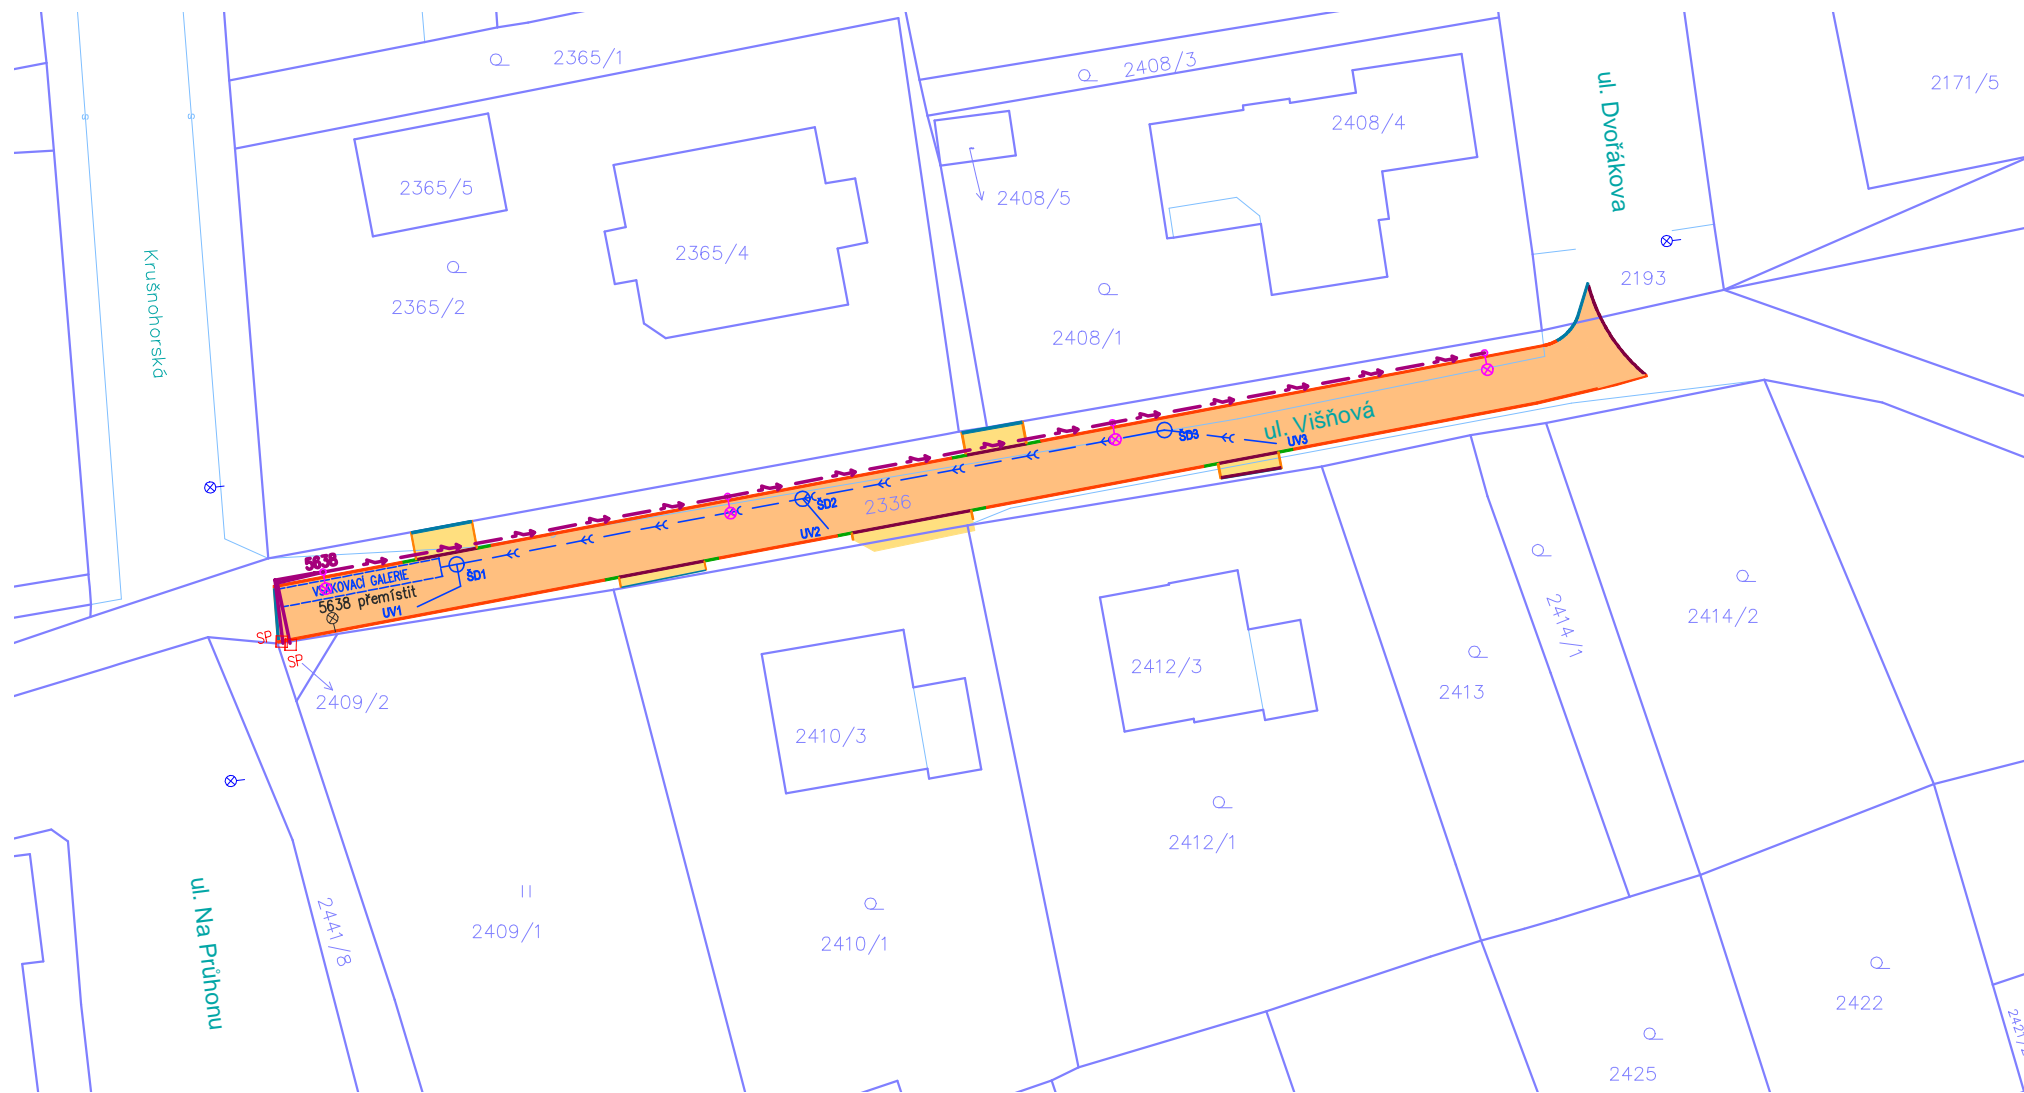 2365/1
2408/3
2171/5
ul. Dvořákova
2408/4
2365/5
2408/5
2365/4
2193
2365/2
2408/1
Krušnohorská
ul. Višňová
ŠD3
UV3
2336
ŠD2
UV2
5638
VSAKOVACÍ GALERIE
ŠD1
5638 přemístit
UV1
SP
SP
2409/2
2414/1
2414/2
2412/3
2413
2410/3
2412/1
ul. Na Průhonu
2441/8
2409/1
2410/1
2422
2425